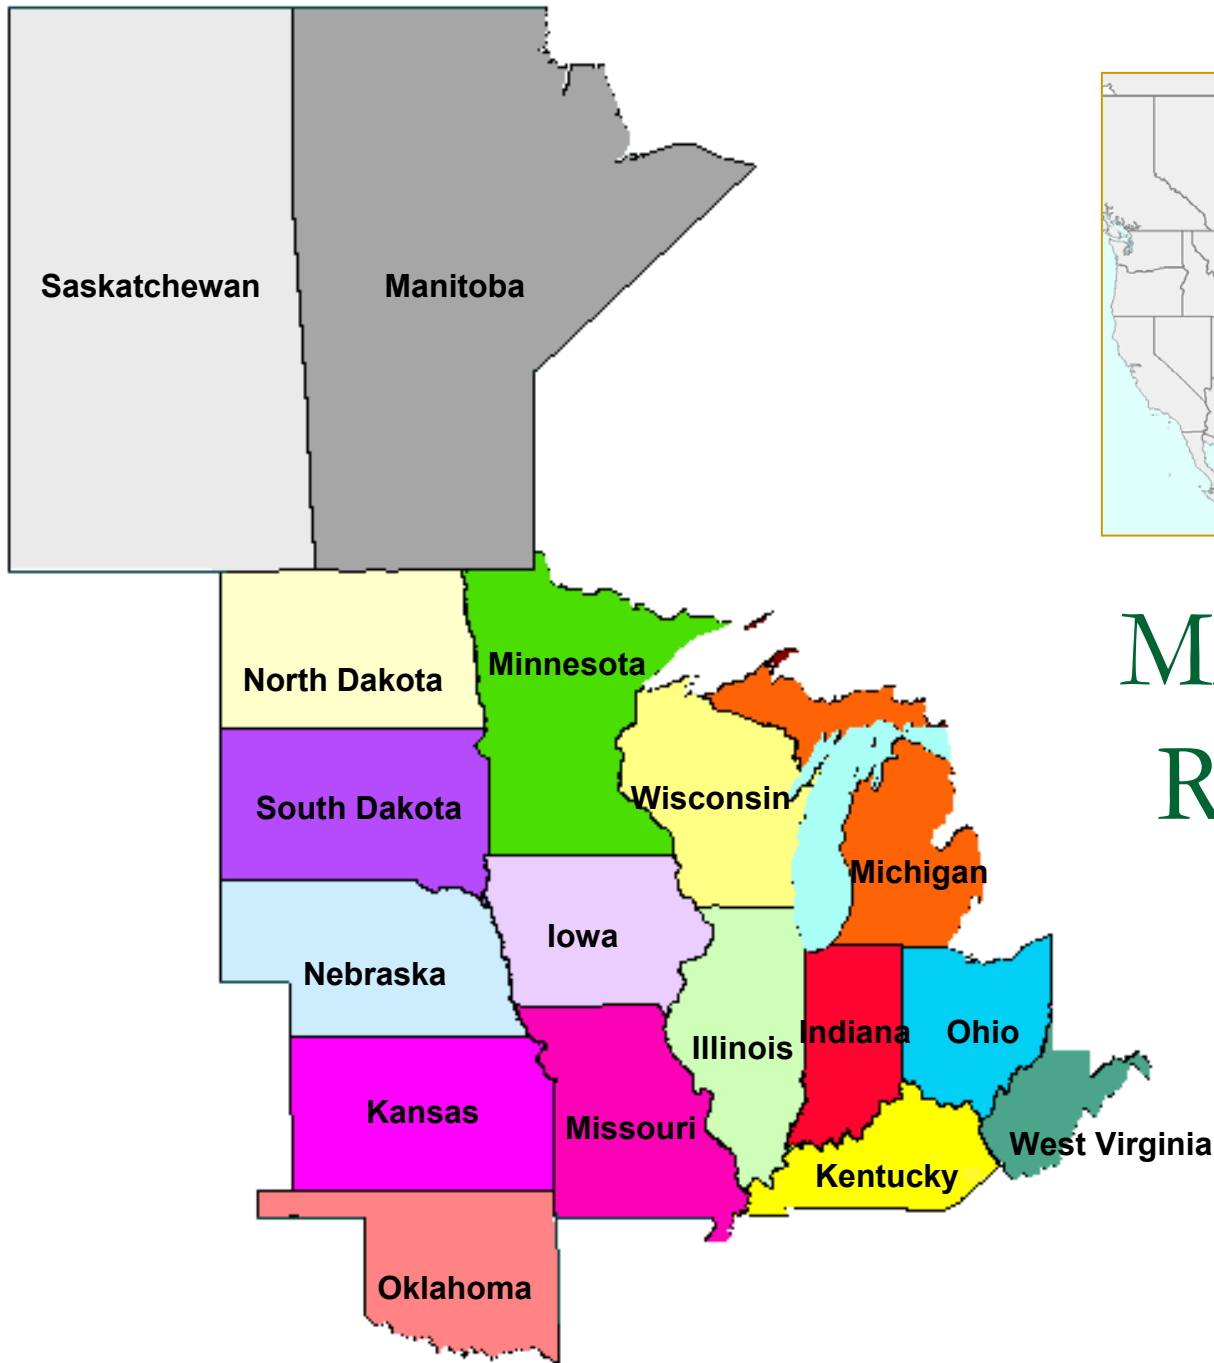 Saskatchewan
Manitoba
M
R
North Dakota
Minnesota
South Dakota
Wisconsin
Michigan
Iowa
Nebraska
Illinois
Indiana
Ohio
Kansas
Missouri
West Virginia
Kentucky
Oklahoma